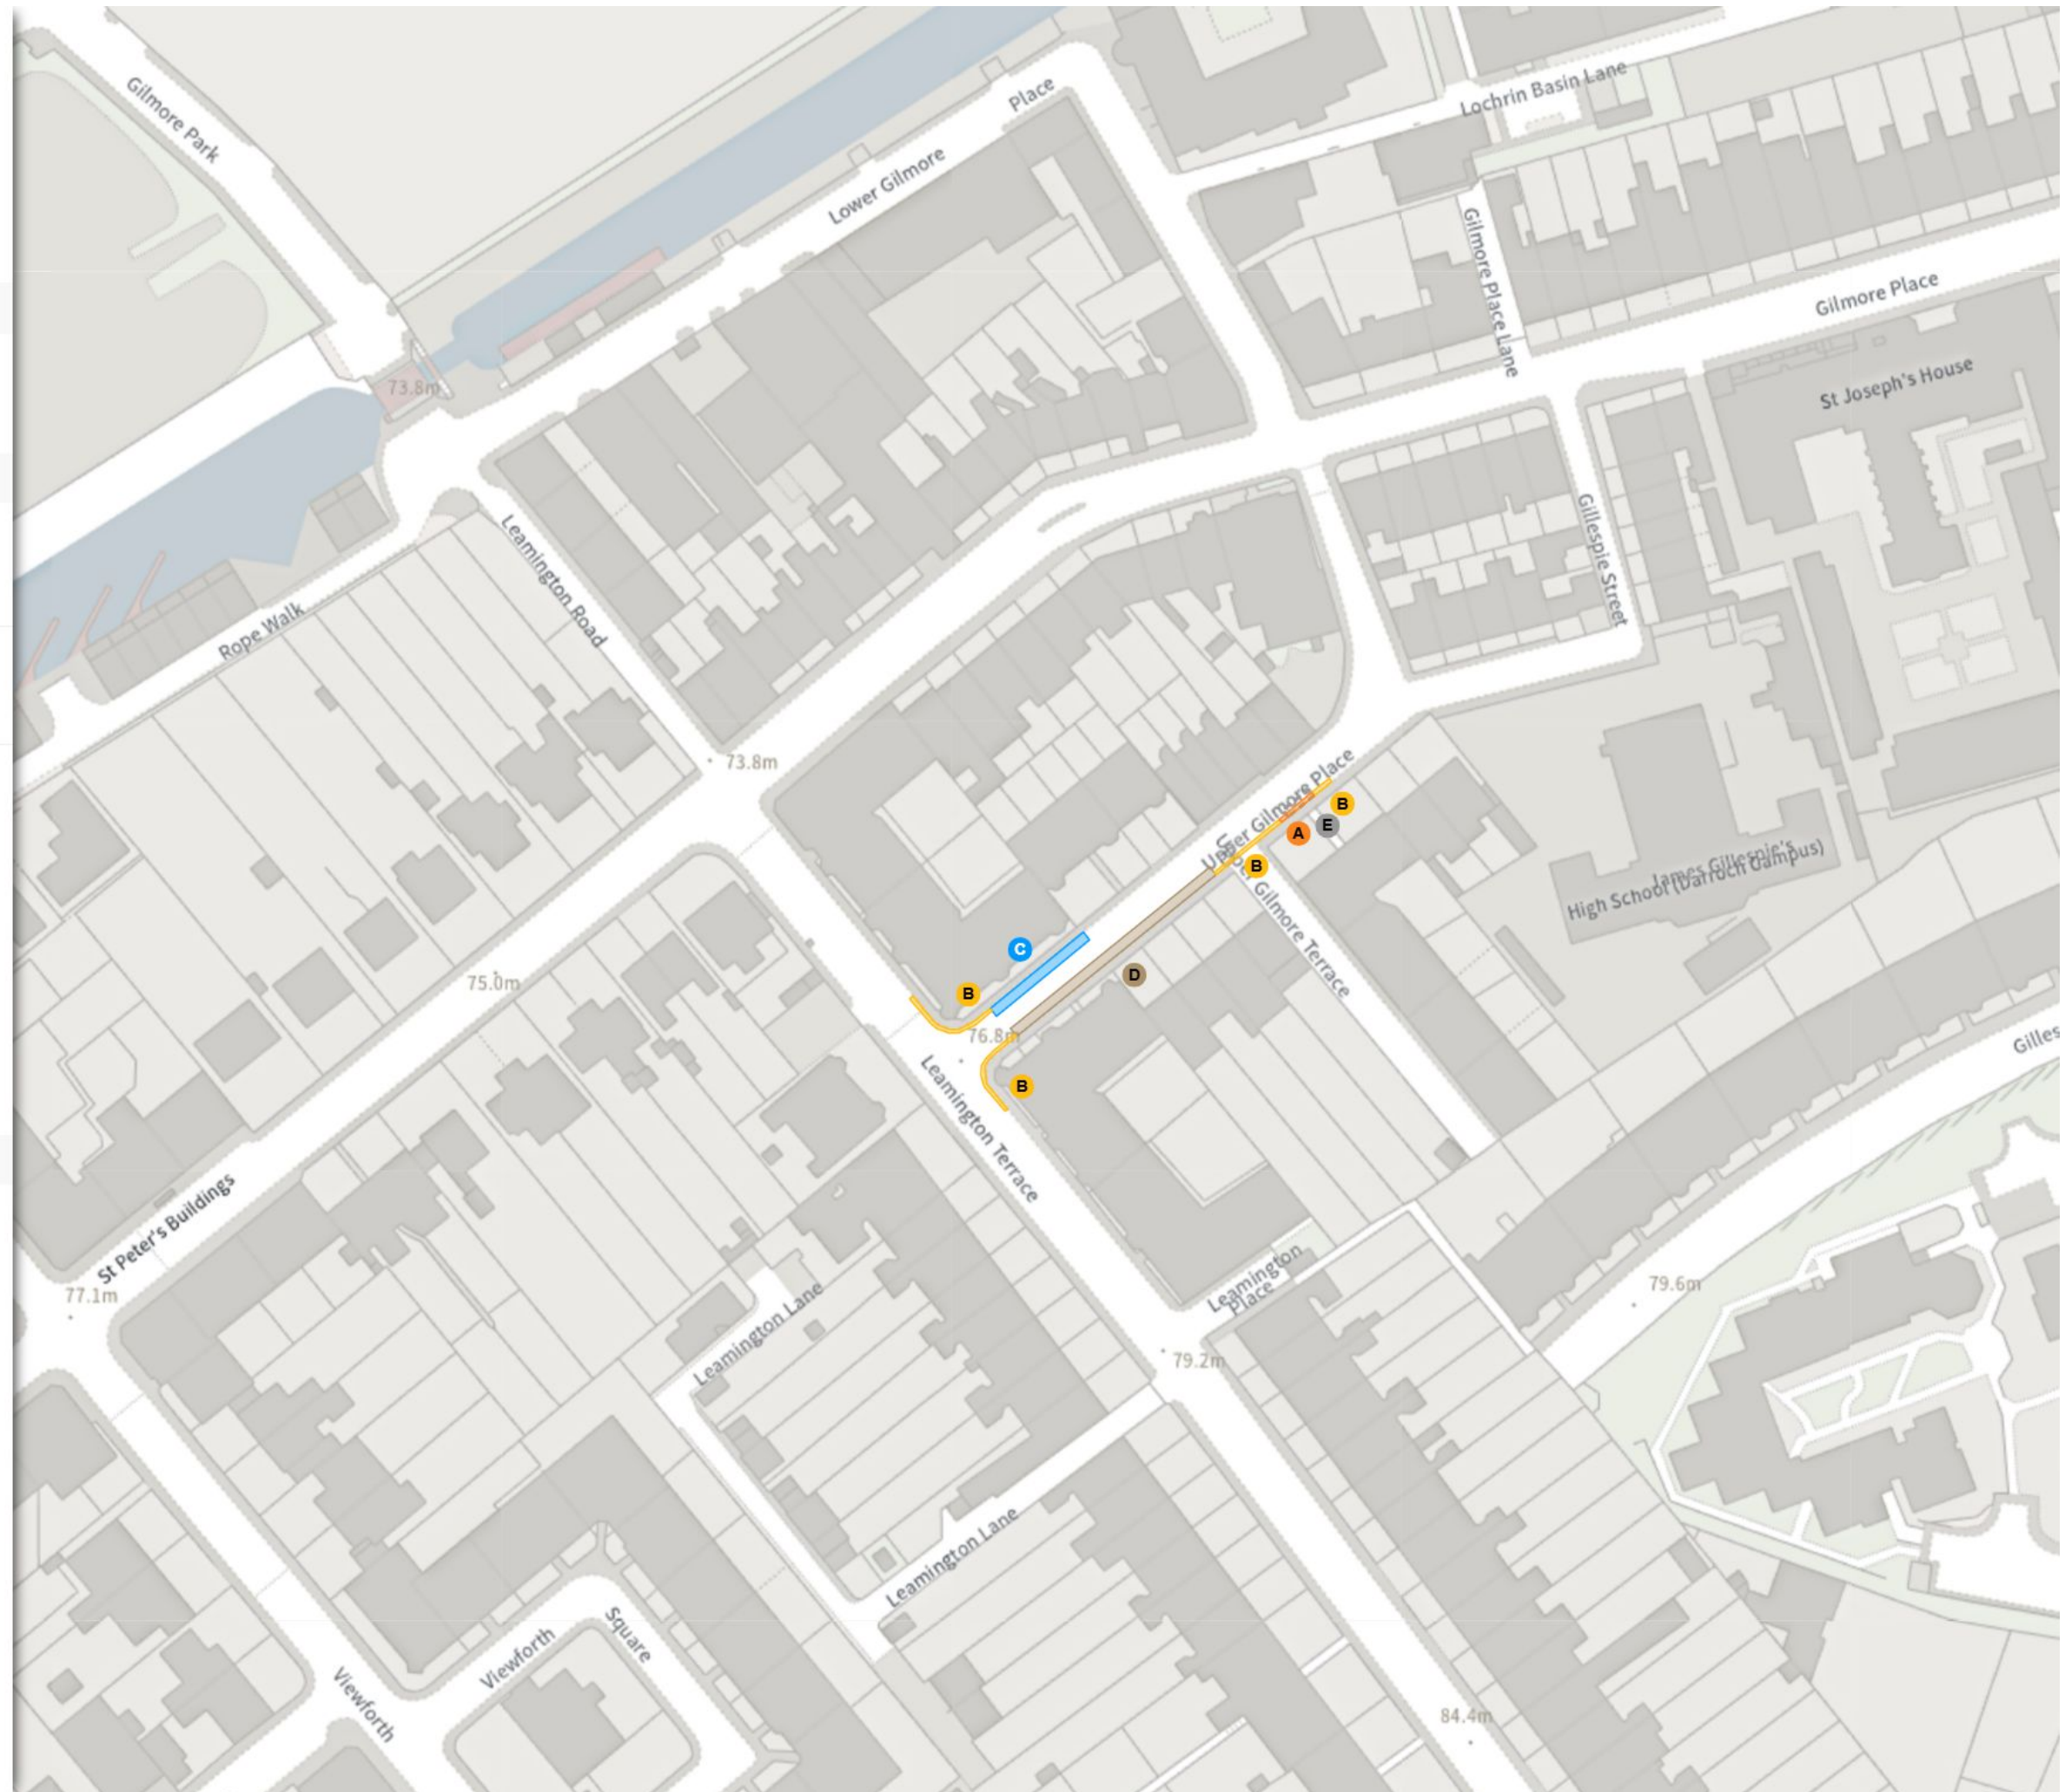 Gilmore Park
Place
Lochrin Basin Lane
Lower Gilmore
Gilmore Place Lane
Gilmore Place
St Joseph's House
73.8m
Leamington Road
Gillespie Street
Rope Walk
73.8m
Upper Gilmore Place
B
A
E
B
James Gillespie's
High School (Darroch Campus)
Upper Gilmore Terrace
C
D
75.0m
B
76.8m
Gilles
B
Leamington Terrace
St Peter's Buildings
77.1m
Leamington
Place
79.6m
Leamington Lane
79.2m
Leamington Lane
Viewforth
Square
Viewforth
84.4m